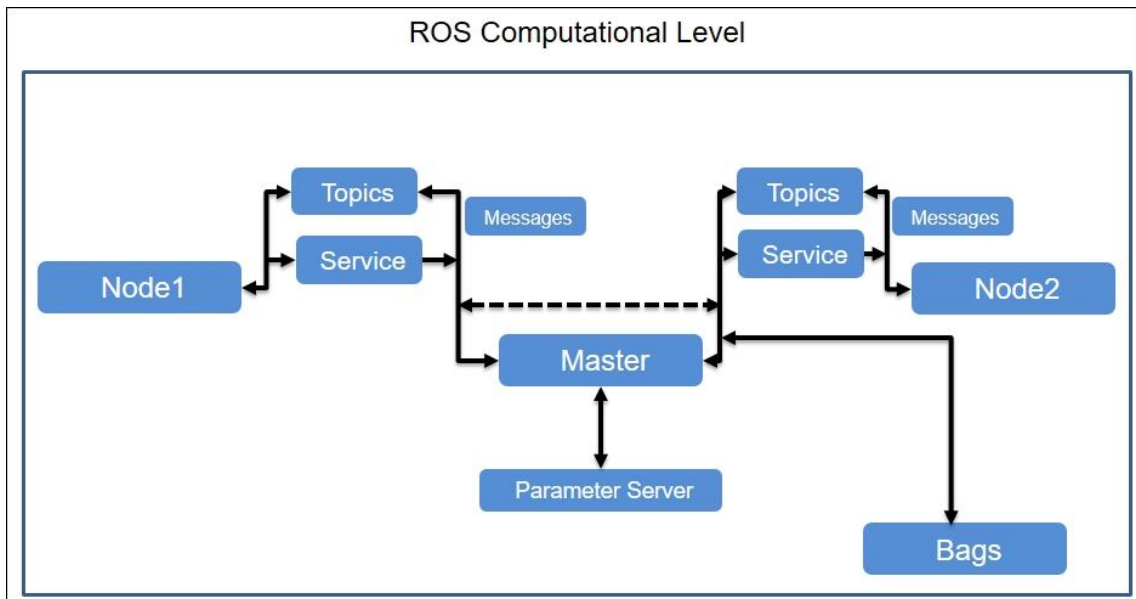 ROS Computational Level
Topics
Messages
Service
Node1
Topics
Messages
Service
Node2
Master
Parameter Server
Bags